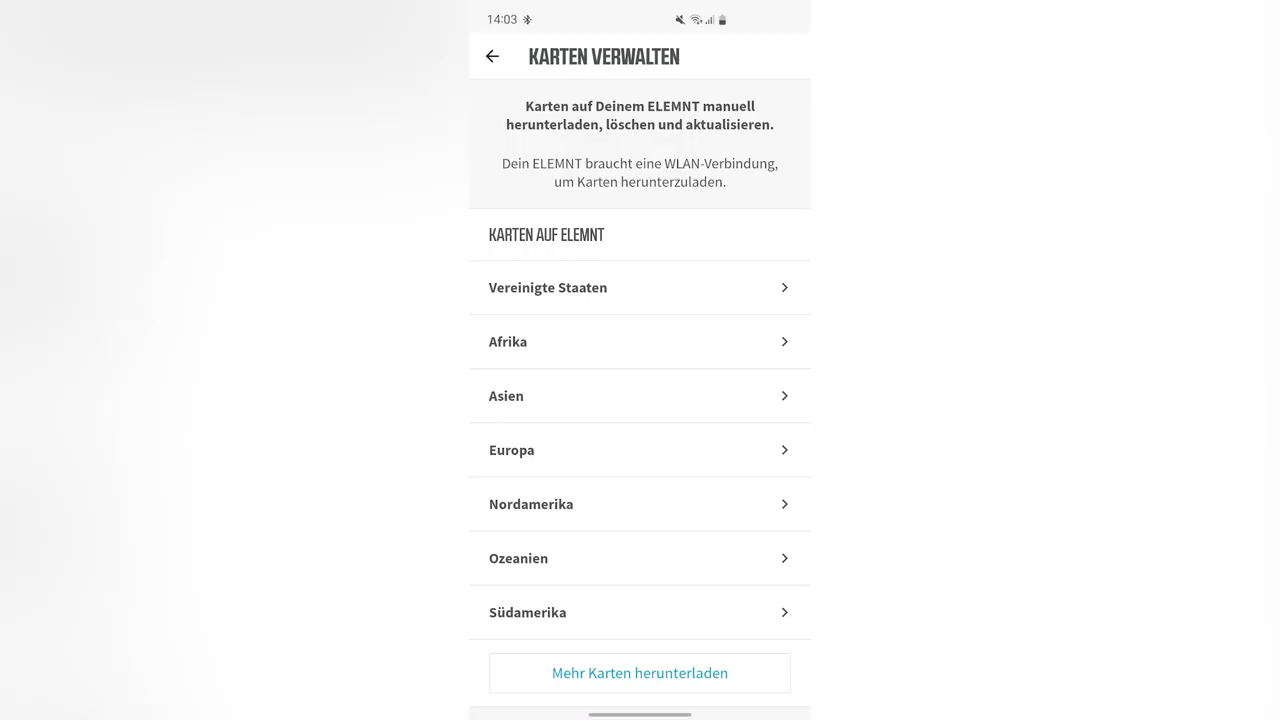 14:03
KARTEN VERWALTEN
Karten auf Deinem ELEMNT manuell
herunterladen, löschen und aktualisieren.
Dein ELEMNT braucht eine WLAN-Verbindung,
um Karten herunterzuladen.
KARTEN AUF ELEMNT
Vereinigte Staaten
Afrika
Asien
Europa
Nordamerika
Ozeanien
Südamerika
Mehr Karten herunterladen